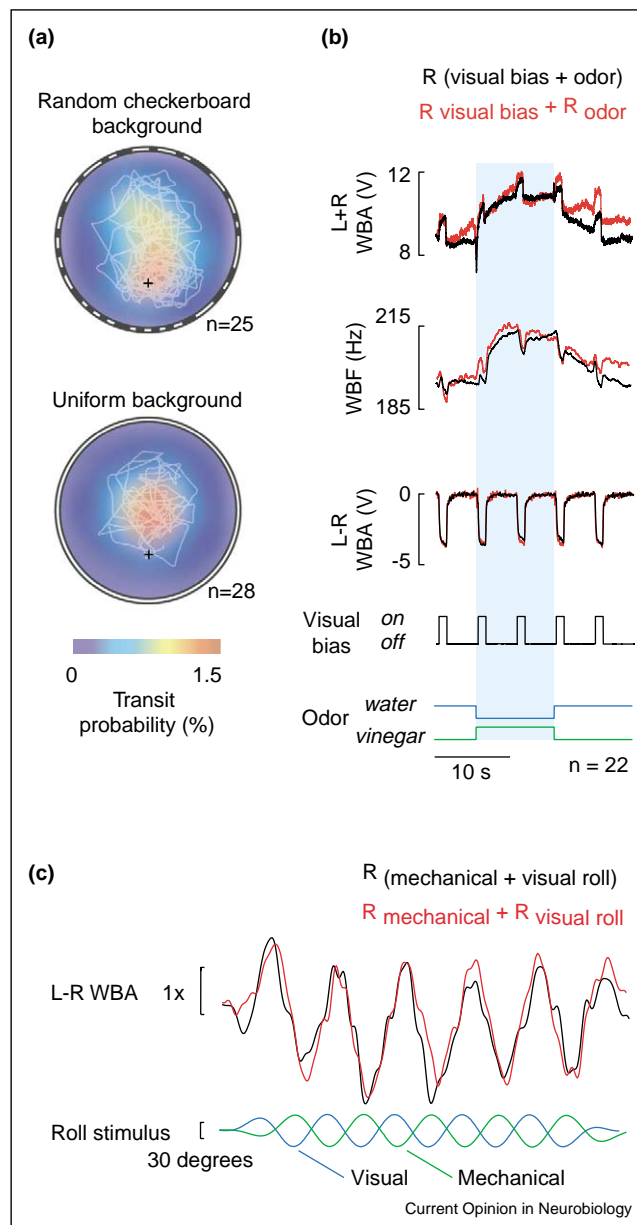 (a)
Random checkerboard
background
+
n=25
Uniform background
+
n=28
0
1.5
Transit
probability (%)
(b)
R (visual bias + odor)
R visual bias + R odor
L+R
WBA (V)
12
8
WBF (Hz)
215
185
L-R
WBA (V)
0
-5
Visual
bias
on
off
Odor
water
vinegar
10 s
n = 22
(c)
R (mechanical + visual roll)
R mechanical + R visual roll
L-R WBA
1x
Roll stimulus
30 degrees
Visual
Mechanical
Current Opinion in Neurobiology